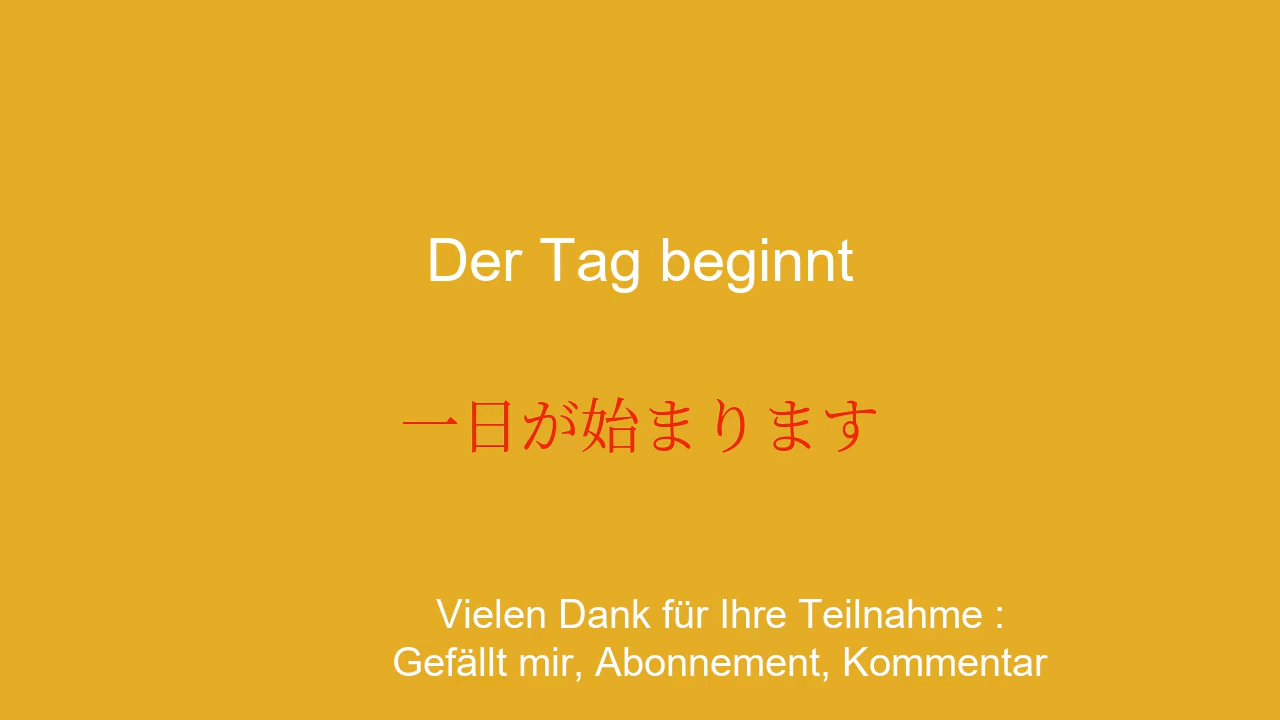 Der Tag beginnt
一日が始まります
Vielen Dank für Ihre Teilnahme :
Gefällt mir, Abonnement, Kommentar